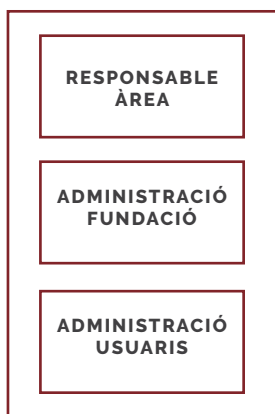 RESPONSABLE
ÀREA
ADMINISTRACIÓ
FUNDACIÓ
ADMINISTRACIÓ
USUARIS